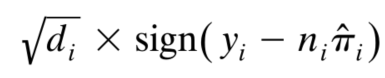 √dᵢ × sign(yᵢ − nᵢπ̂ᵢ)